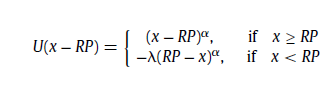 U(x − RP) = { (x − RP)^α, if x ≥ RP
−λ(RP − x)^α, if x < RP